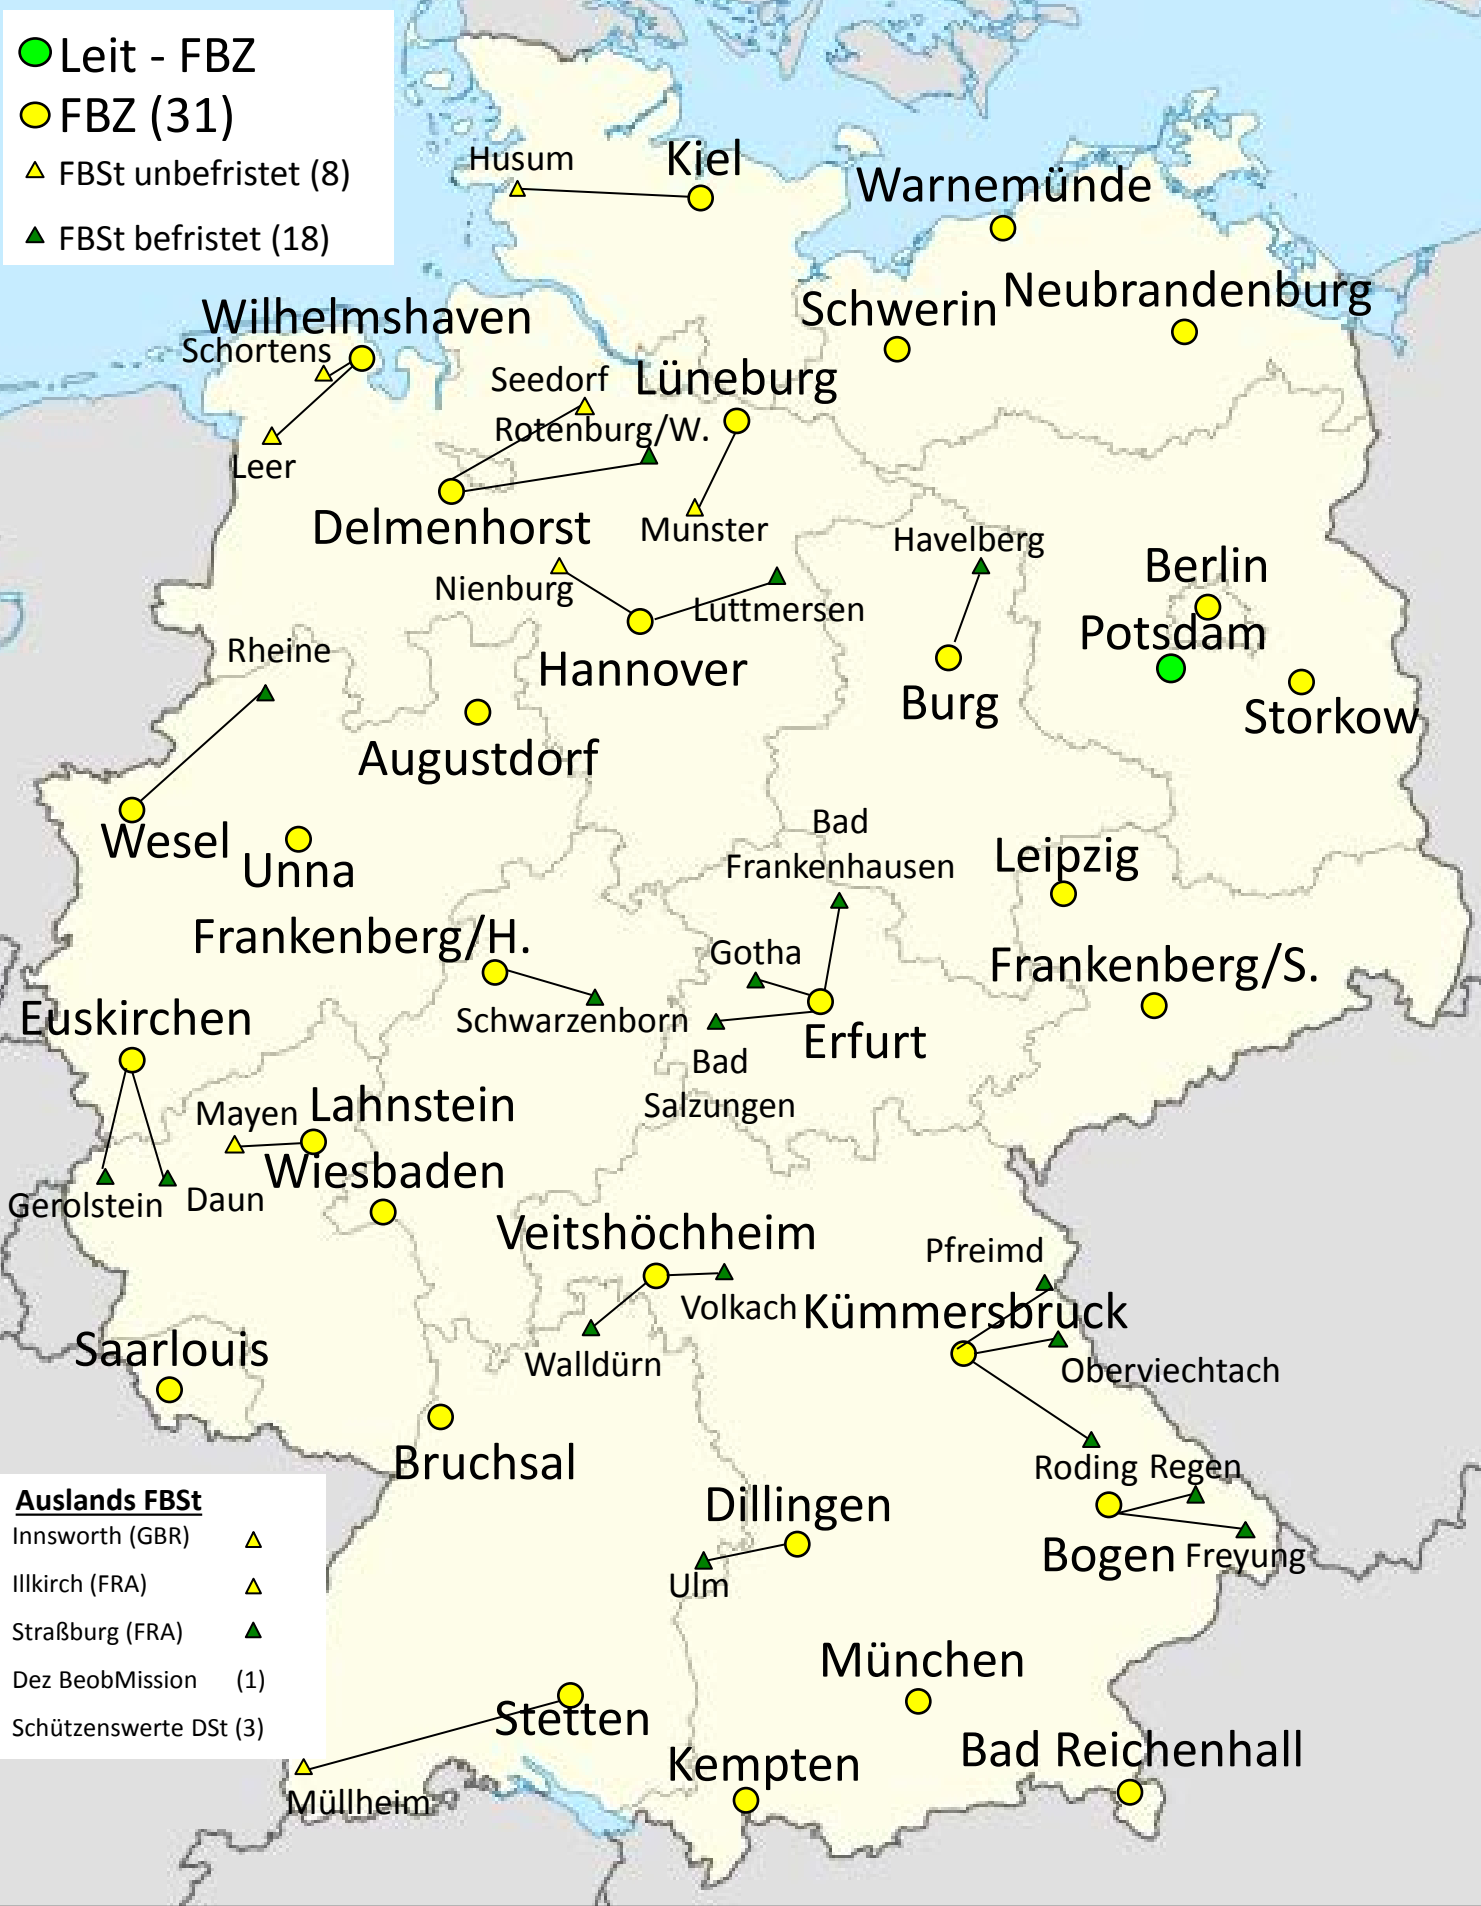 Leit - FBZ
FBZ (31)
FBSt unbefristet (8)
FBSt befristet (18)
Husum
Kiel
Warnemünde
Neubrandenburg
Schwerin
Wilhelmshaven
Schortens
Seedorf
Lüneburg
Rotenburg/W.
Leer
Delmenhorst
Munster
Havelberg
Berlin
Nienburg
Luttmersen
Potsdam
Rheine
Hannover
Burg
Storkow
Augustdorf
Wesel
Unna
Bad
Frankenhausen
Leipzig
Frankenberg/H.
Gotha
Frankenberg/S.
Euskirchen
Schwarzenborn
Erfurt
Bad
Salzungen
Mayen
Lahnstein
Wiesbaden
Gerolstein
Daun
Veitshöchheim
Pfreimd
Volkach
Kümmersbruck
Saarlouis
Walldürn
Oberviechtach
Bruchsal
Roding
Regen
Dillingen
Bogen
Freyung
Ulm
Auslands FBSt
Innsworth (GBR)
Illkirch (FRA)
Straßburg (FRA)
Dez BeobMission (1)
Schützenswerte DSt (3)
München
Stetten
Bad Reichenhall
Kempten
Müllheim